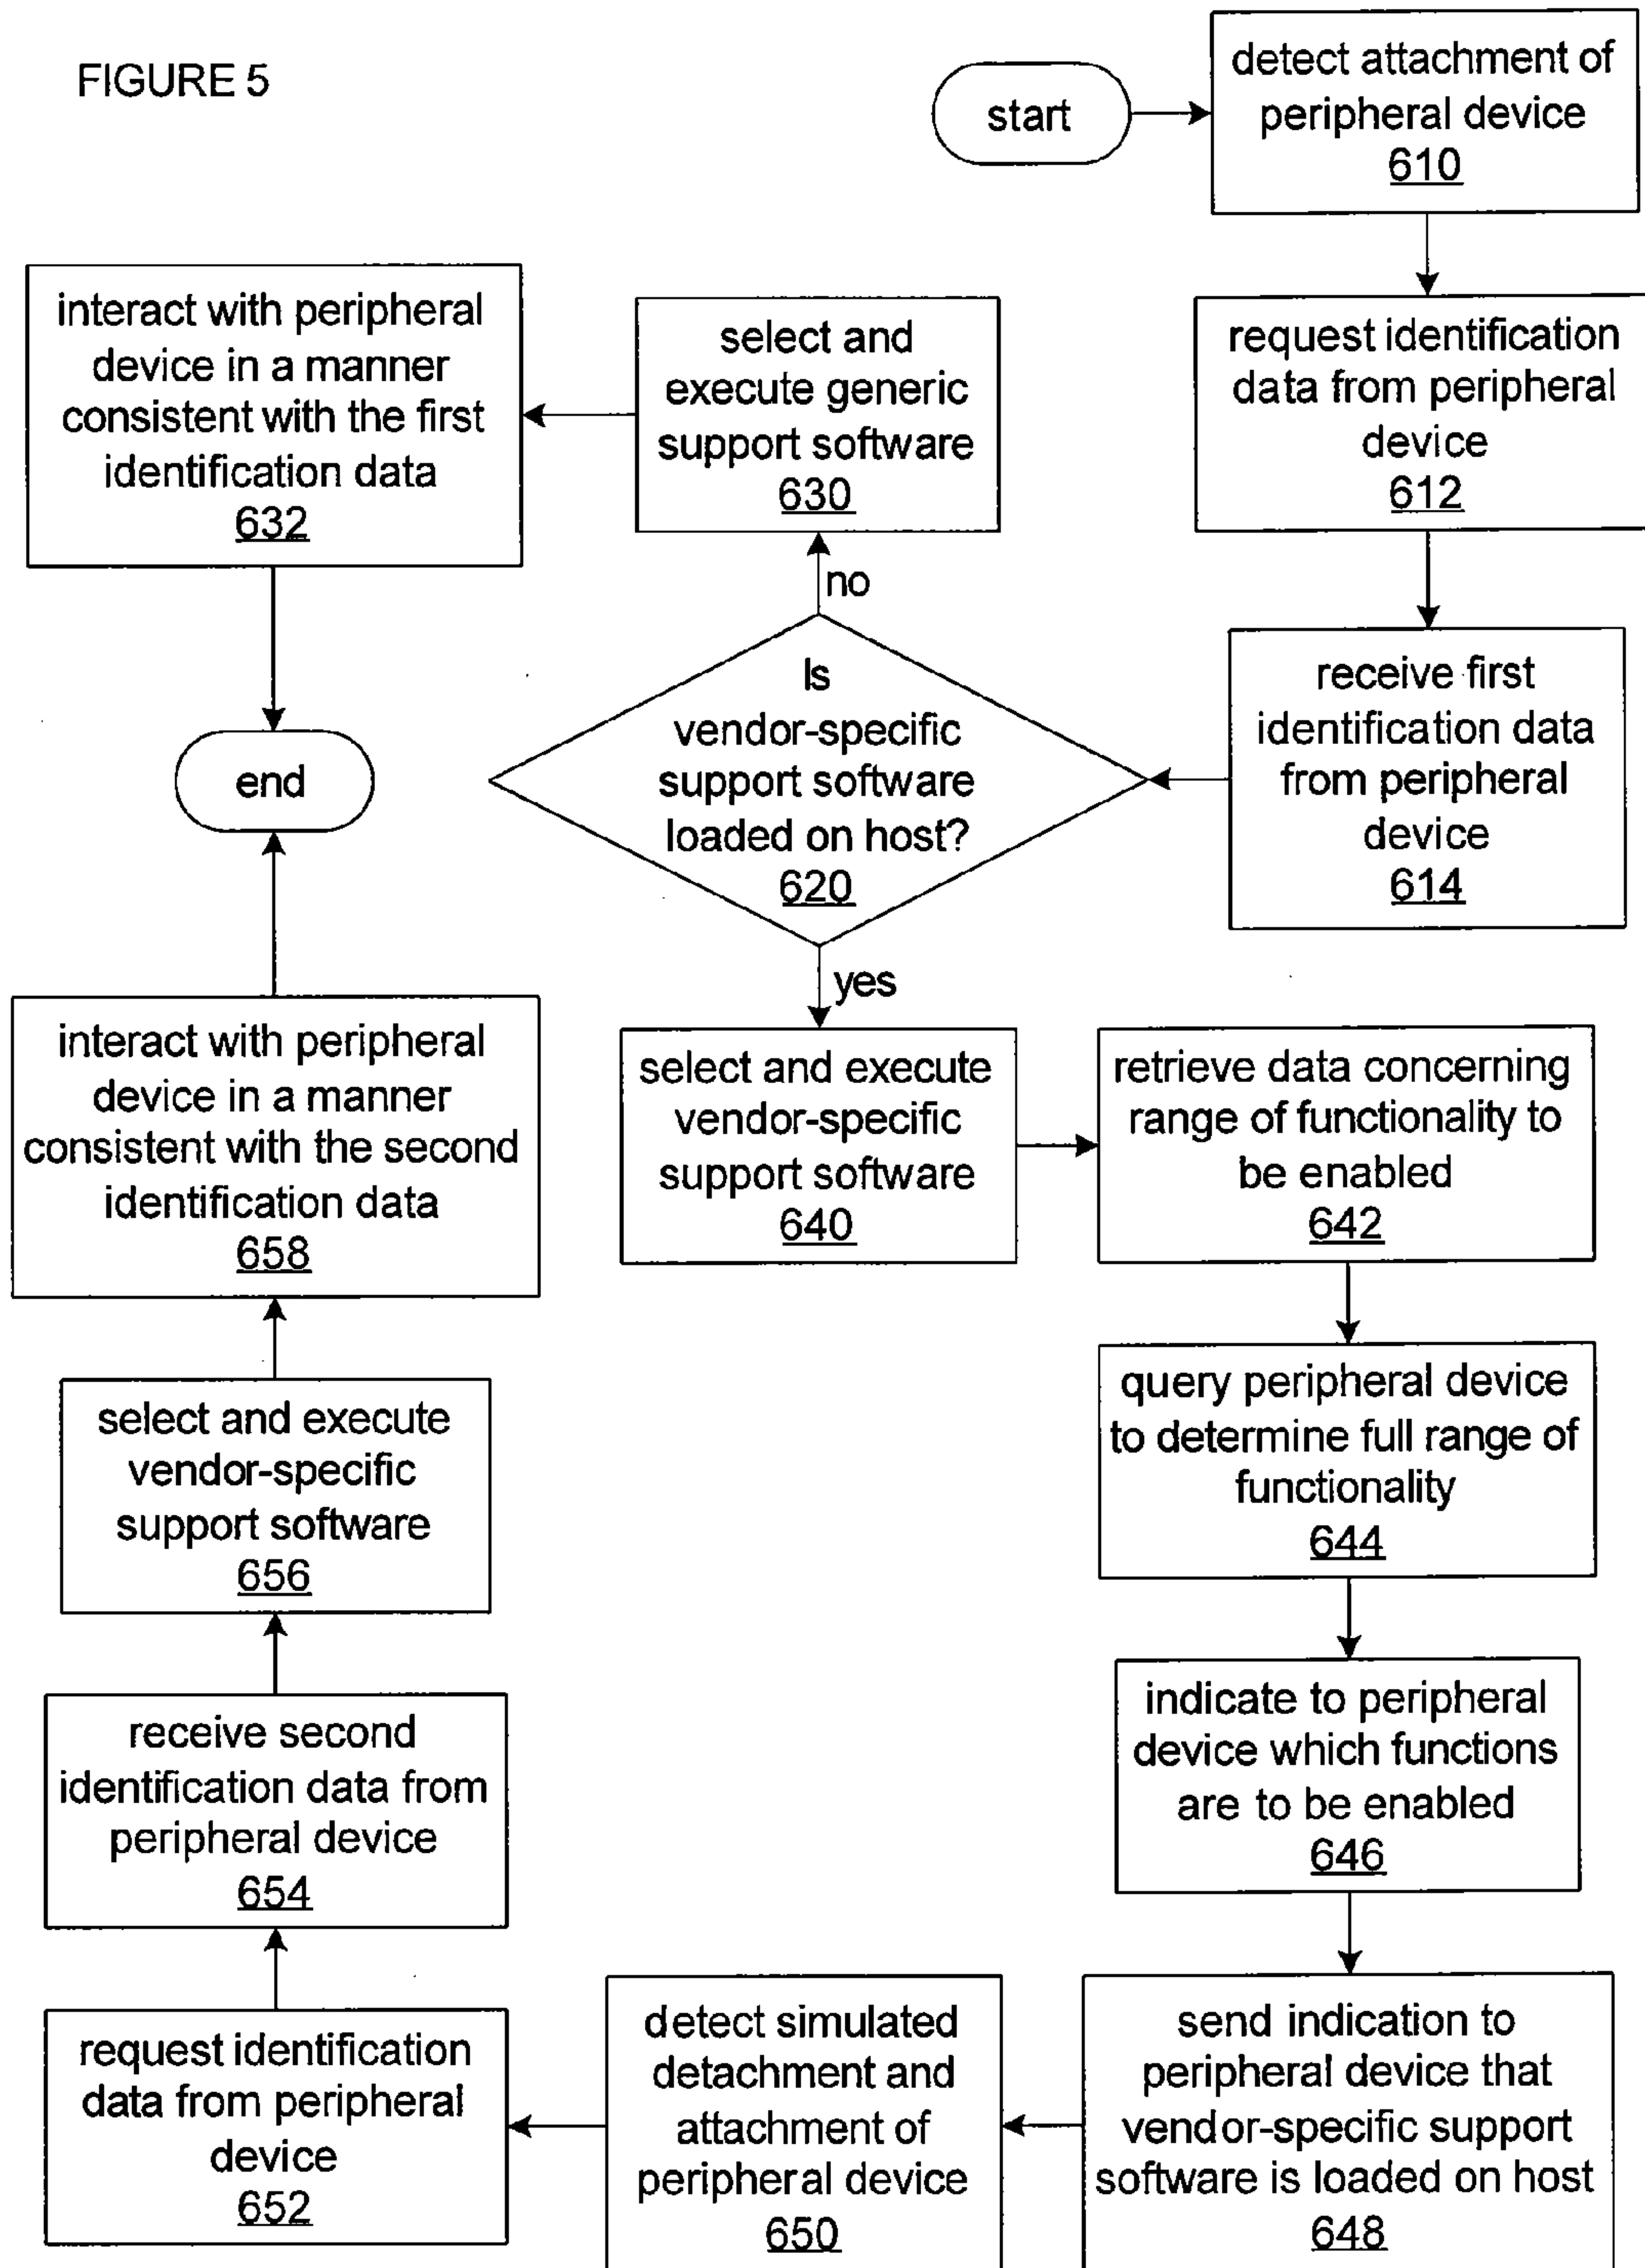 FIGURE 5
start
detect attachment of
peripheral device
610
request identification
data from peripheral
device
612
receive first
identification data
from peripheral
device
614
Is
vendor-specific
support software
loaded on host?
620
no
select and
execute generic
support software
630
interact with peripheral
device in a manner
consistent with the first
identification data
632
end
yes
select and execute
vendor-specific
support software
640
retrieve data concerning
range of functionality to
be enabled
642
query peripheral device
to determine full range of
functionality
644
indicate to peripheral
device which functions
are to be enabled
646
send indication to
peripheral device that
vendor-specific support
software is loaded on host
648
detect simulated
detachment and
attachment of
peripheral device
650
request identification
data from peripheral
device
652
receive second
identification data from
peripheral device
654
select and execute
vendor-specific
support software
656
interact with peripheral
device in a manner
consistent with the second
identification data
658